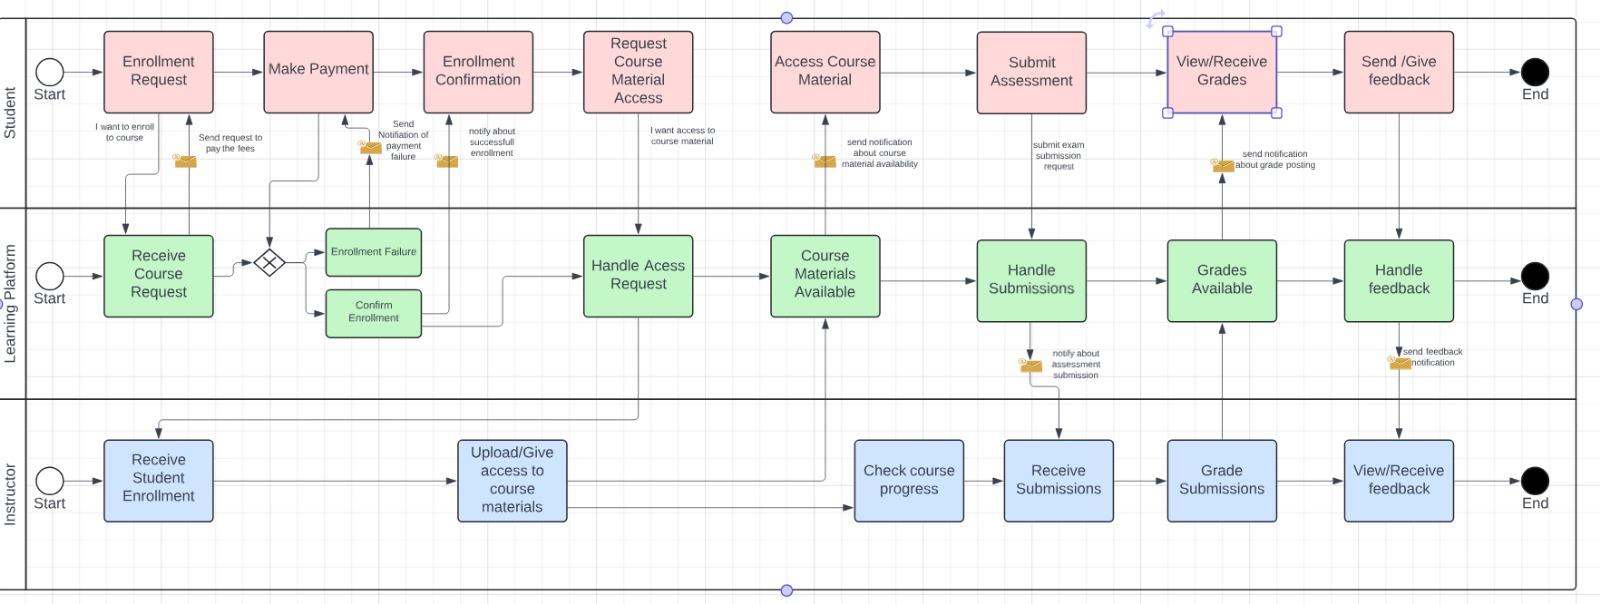 Student
Start
Enrollment
Request
Make Payment
Enrollment
Confirmation
Request
Course
Material
Access
Access Course
Material
Submit
Assessment
View/Receive
Grades
Send /Give
feedback
End
I want to enroll
to course
Send request to
pay the fees
Send
Notifiation of
payment
failure
notify about
successfull
enrollment
I want access to
course material
send notification
about course
material availability
submit exam
submission
request
send notification
about grade posting
Learning Platform
Start
Receive
Course
Request
Enrollment Failure
Confirm
Enrollment
Handle Acess
Request
Course
Materials
Available
Handle
Submissions
Grades
Available
Handle
feedback
End
notify about
assessment
submission
send feedback
notification
Instructor
Start
Receive
Student
Enrollment
Upload/Give
access to
course
materials
Check course
progress
Receive
Submissions
Grade
Submissions
View/Receive
feedback
End